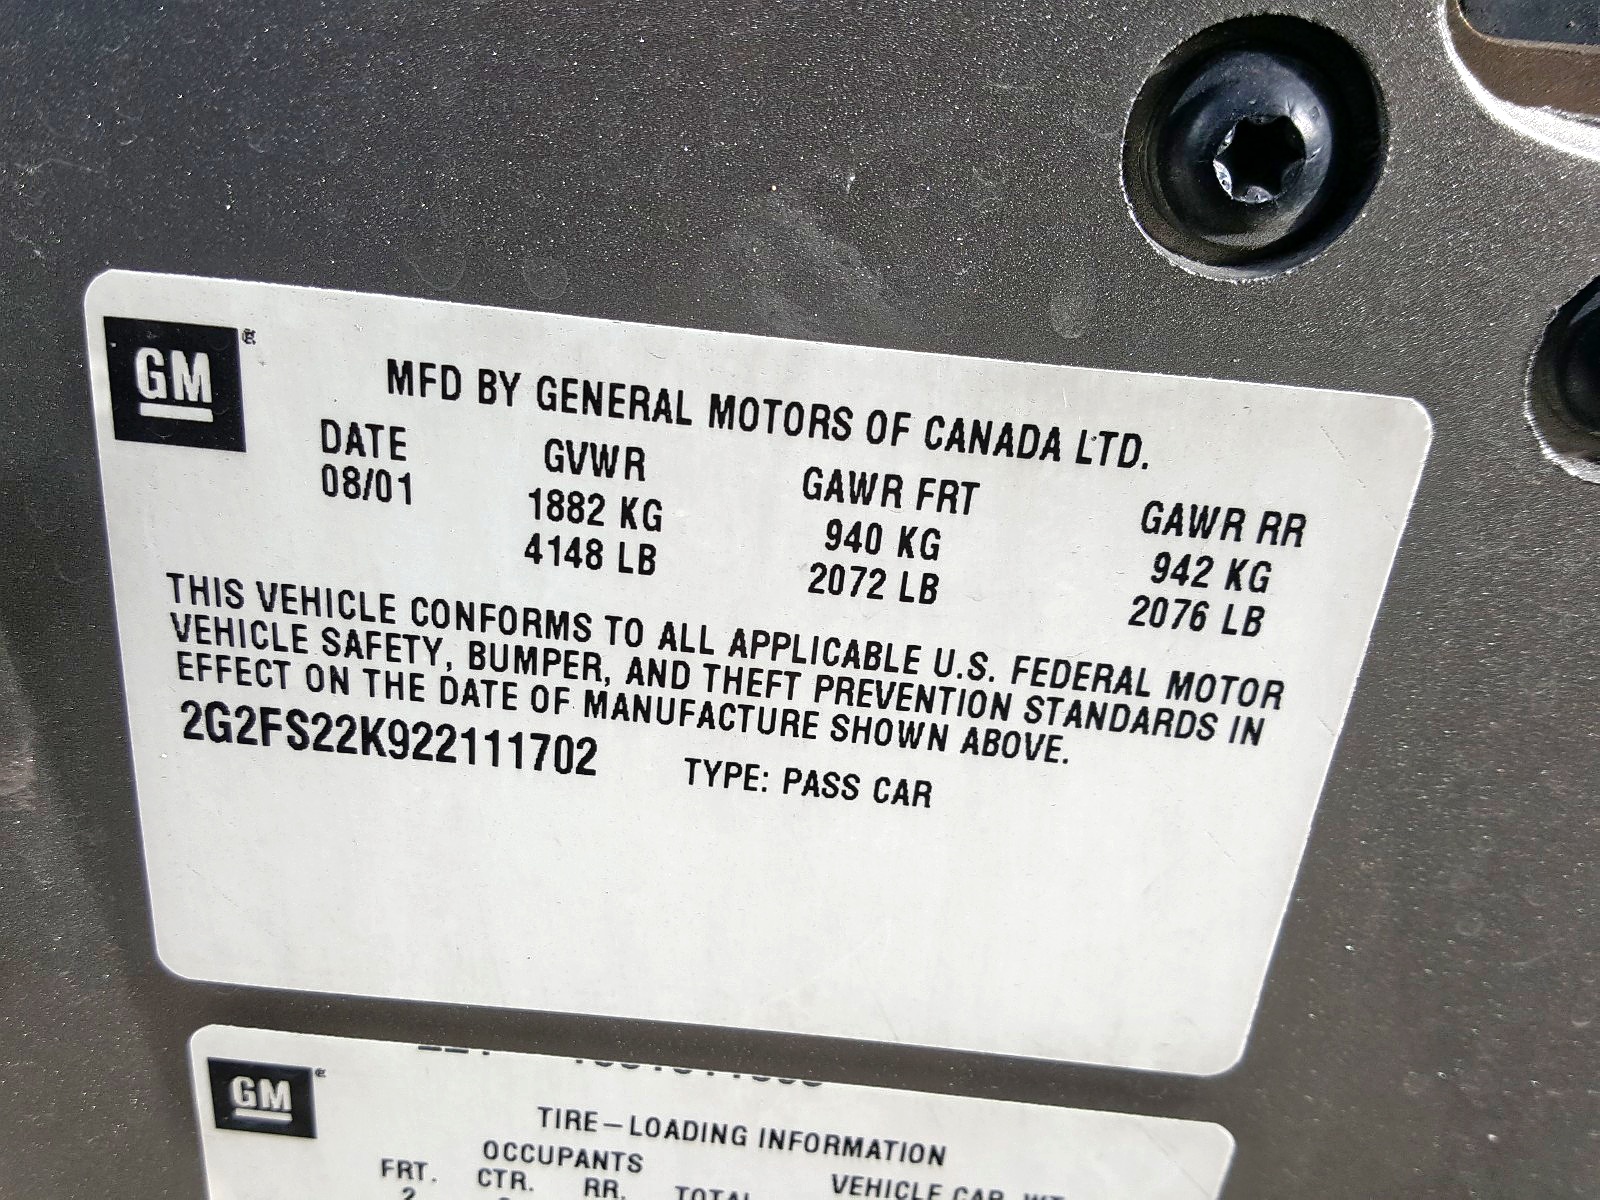 GM
MFD BY GENERAL MOTORS OF CANADA LTD.
DATE GVWR GAWR FRT GAWR RR
08/01 1882 KG 940 KG 942 KG
4148 LB 2072 LB 2076 LB
THIS VEHICLE CONFORMS TO ALL APPLICABLE U.S. FEDERAL MOTOR
VEHICLE SAFETY, BUMPER, AND THEFT PREVENTION STANDARDS IN
EFFECT ON THE DATE OF MANUFACTURE SHOWN ABOVE.
2G2FS22K922111702 TYPE: PASS CAR
GM
TIRE—LOADING INFORMATION
OCCUPANTS VEHICLE CAP. WT.
FRT. CTR. RR. TOTAL
2